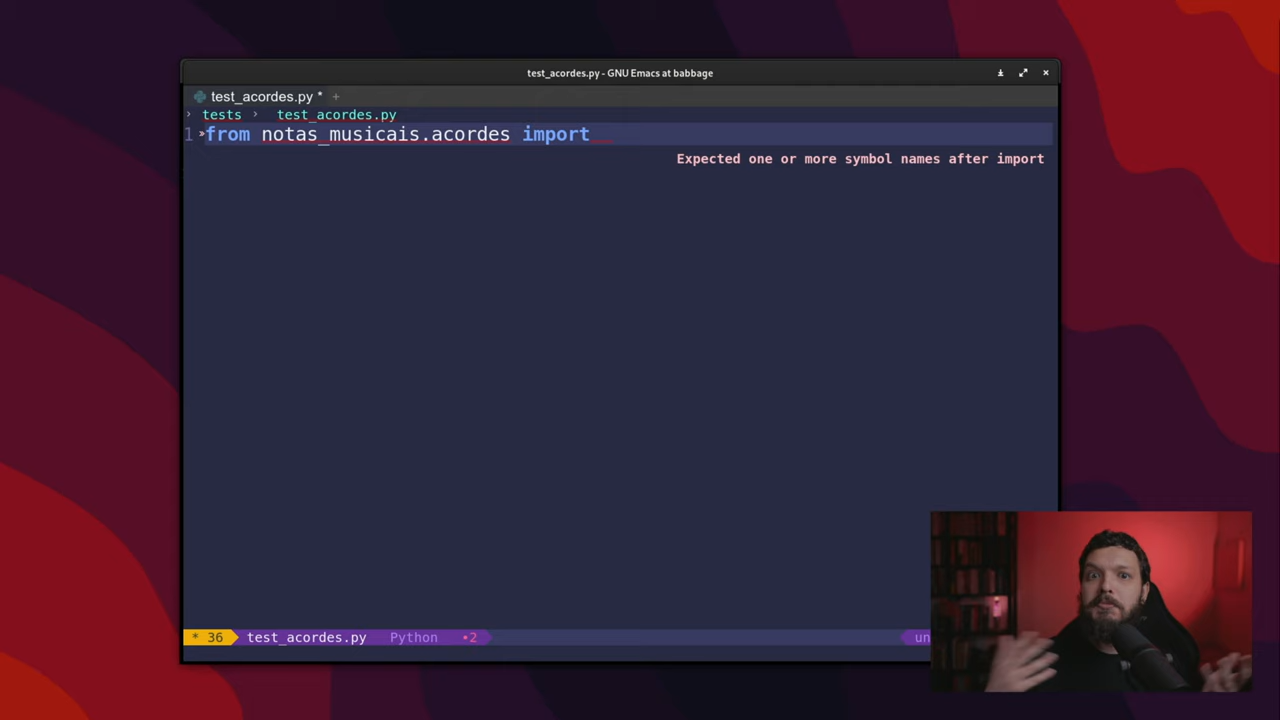 test_acordes.py - GNU Emacs at babbage
test_acordes.py * +
› tests › test_acordes.py
1 »from notas_musicais.acordes import
Expected one or more symbol names after import
* 36 test_acordes.py Python •2 un